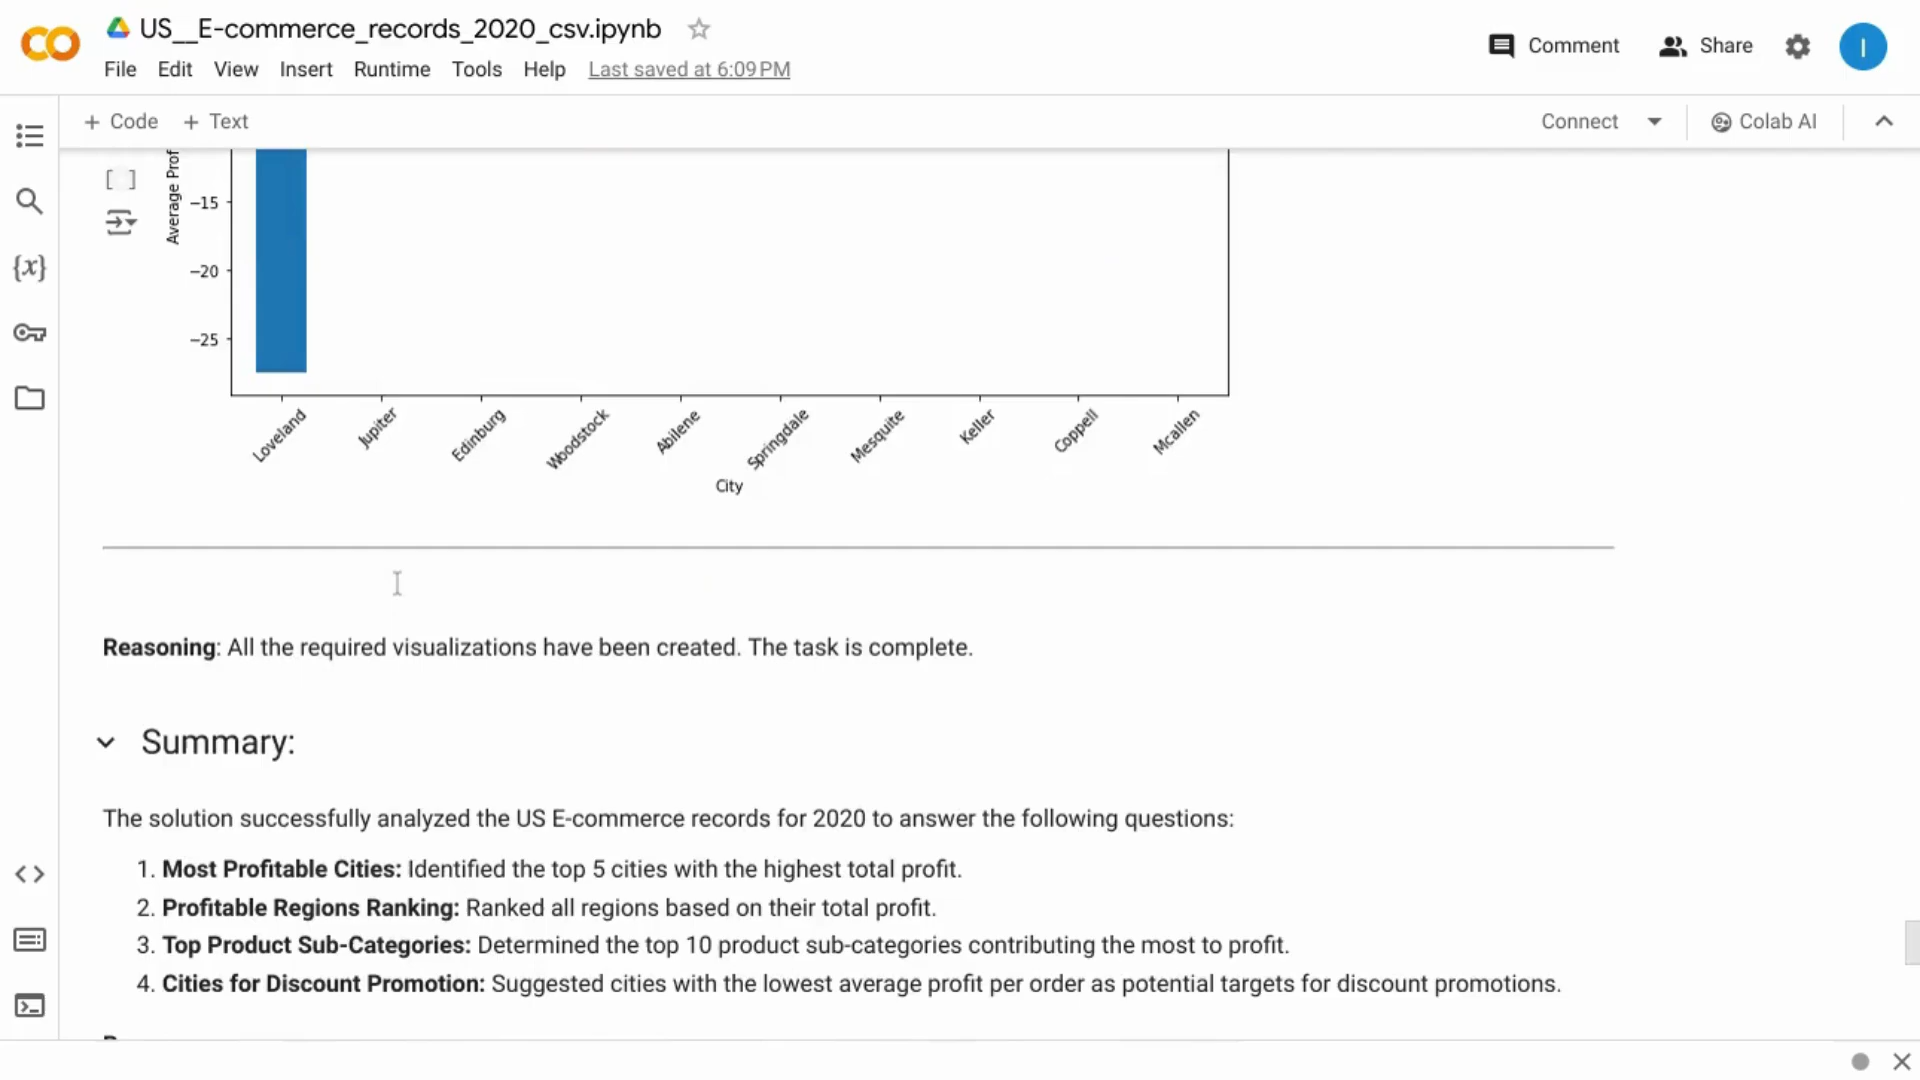 US__E-commerce_records_2020_csv.ipynb
Comment
Share
I
File Edit View Insert Runtime Tools Help Last saved at 6:09 PM
+ Code + Text
Connect
Colab AI
[ ]
{x}
Average Prof
−15
−20
−25
Loveland Jupiter Edinburg Woodstock Abilene Springdale Mesquite Keller Coppell Mcallen
City
Reasoning: All the required visualizations have been created. The task is complete.
Summary:
The solution successfully analyzed the US E-commerce records for 2020 to answer the following questions:
1. Most Profitable Cities: Identified the top 5 cities with the highest total profit.
2. Profitable Regions Ranking: Ranked all regions based on their total profit.
3. Top Product Sub-Categories: Determined the top 10 product sub-categories contributing the most to profit.
4. Cities for Discount Promotion: Suggested cities with the lowest average profit per order as potential targets for discount promotions.